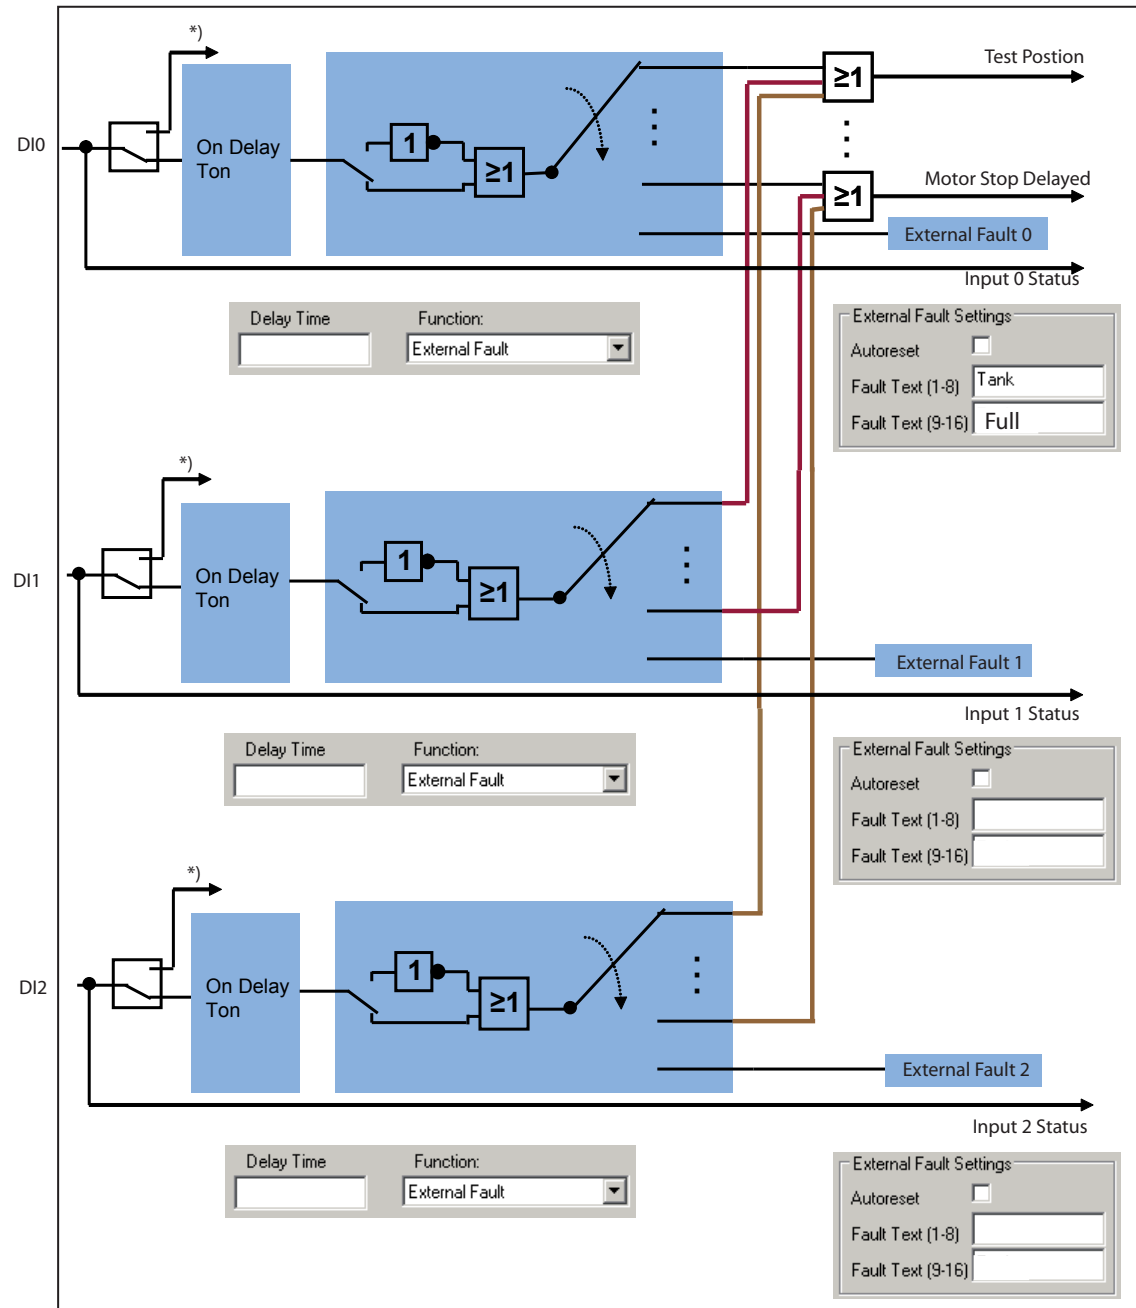 *)
Test Postion
≥1
1
≥1
DI0
On Delay
Ton
Motor Stop Delayed
≥1
External Fault 0
Input 0 Status
Delay Time
Function:
External Fault
External Fault Settings
Autoreset
Fault Text (1-8)
Tank
Fault Text (9-16)
Full
*)
1
≥1
DI1
On Delay
Ton
External Fault 1
Input 1 Status
Delay Time
Function:
External Fault
External Fault Settings
Autoreset
Fault Text (1-8)
Fault Text (9-16)
*)
1
≥1
DI2
On Delay
Ton
External Fault 2
Input 2 Status
Delay Time
Function:
External Fault
External Fault Settings
Autoreset
Fault Text (1-8)
Fault Text (9-16)